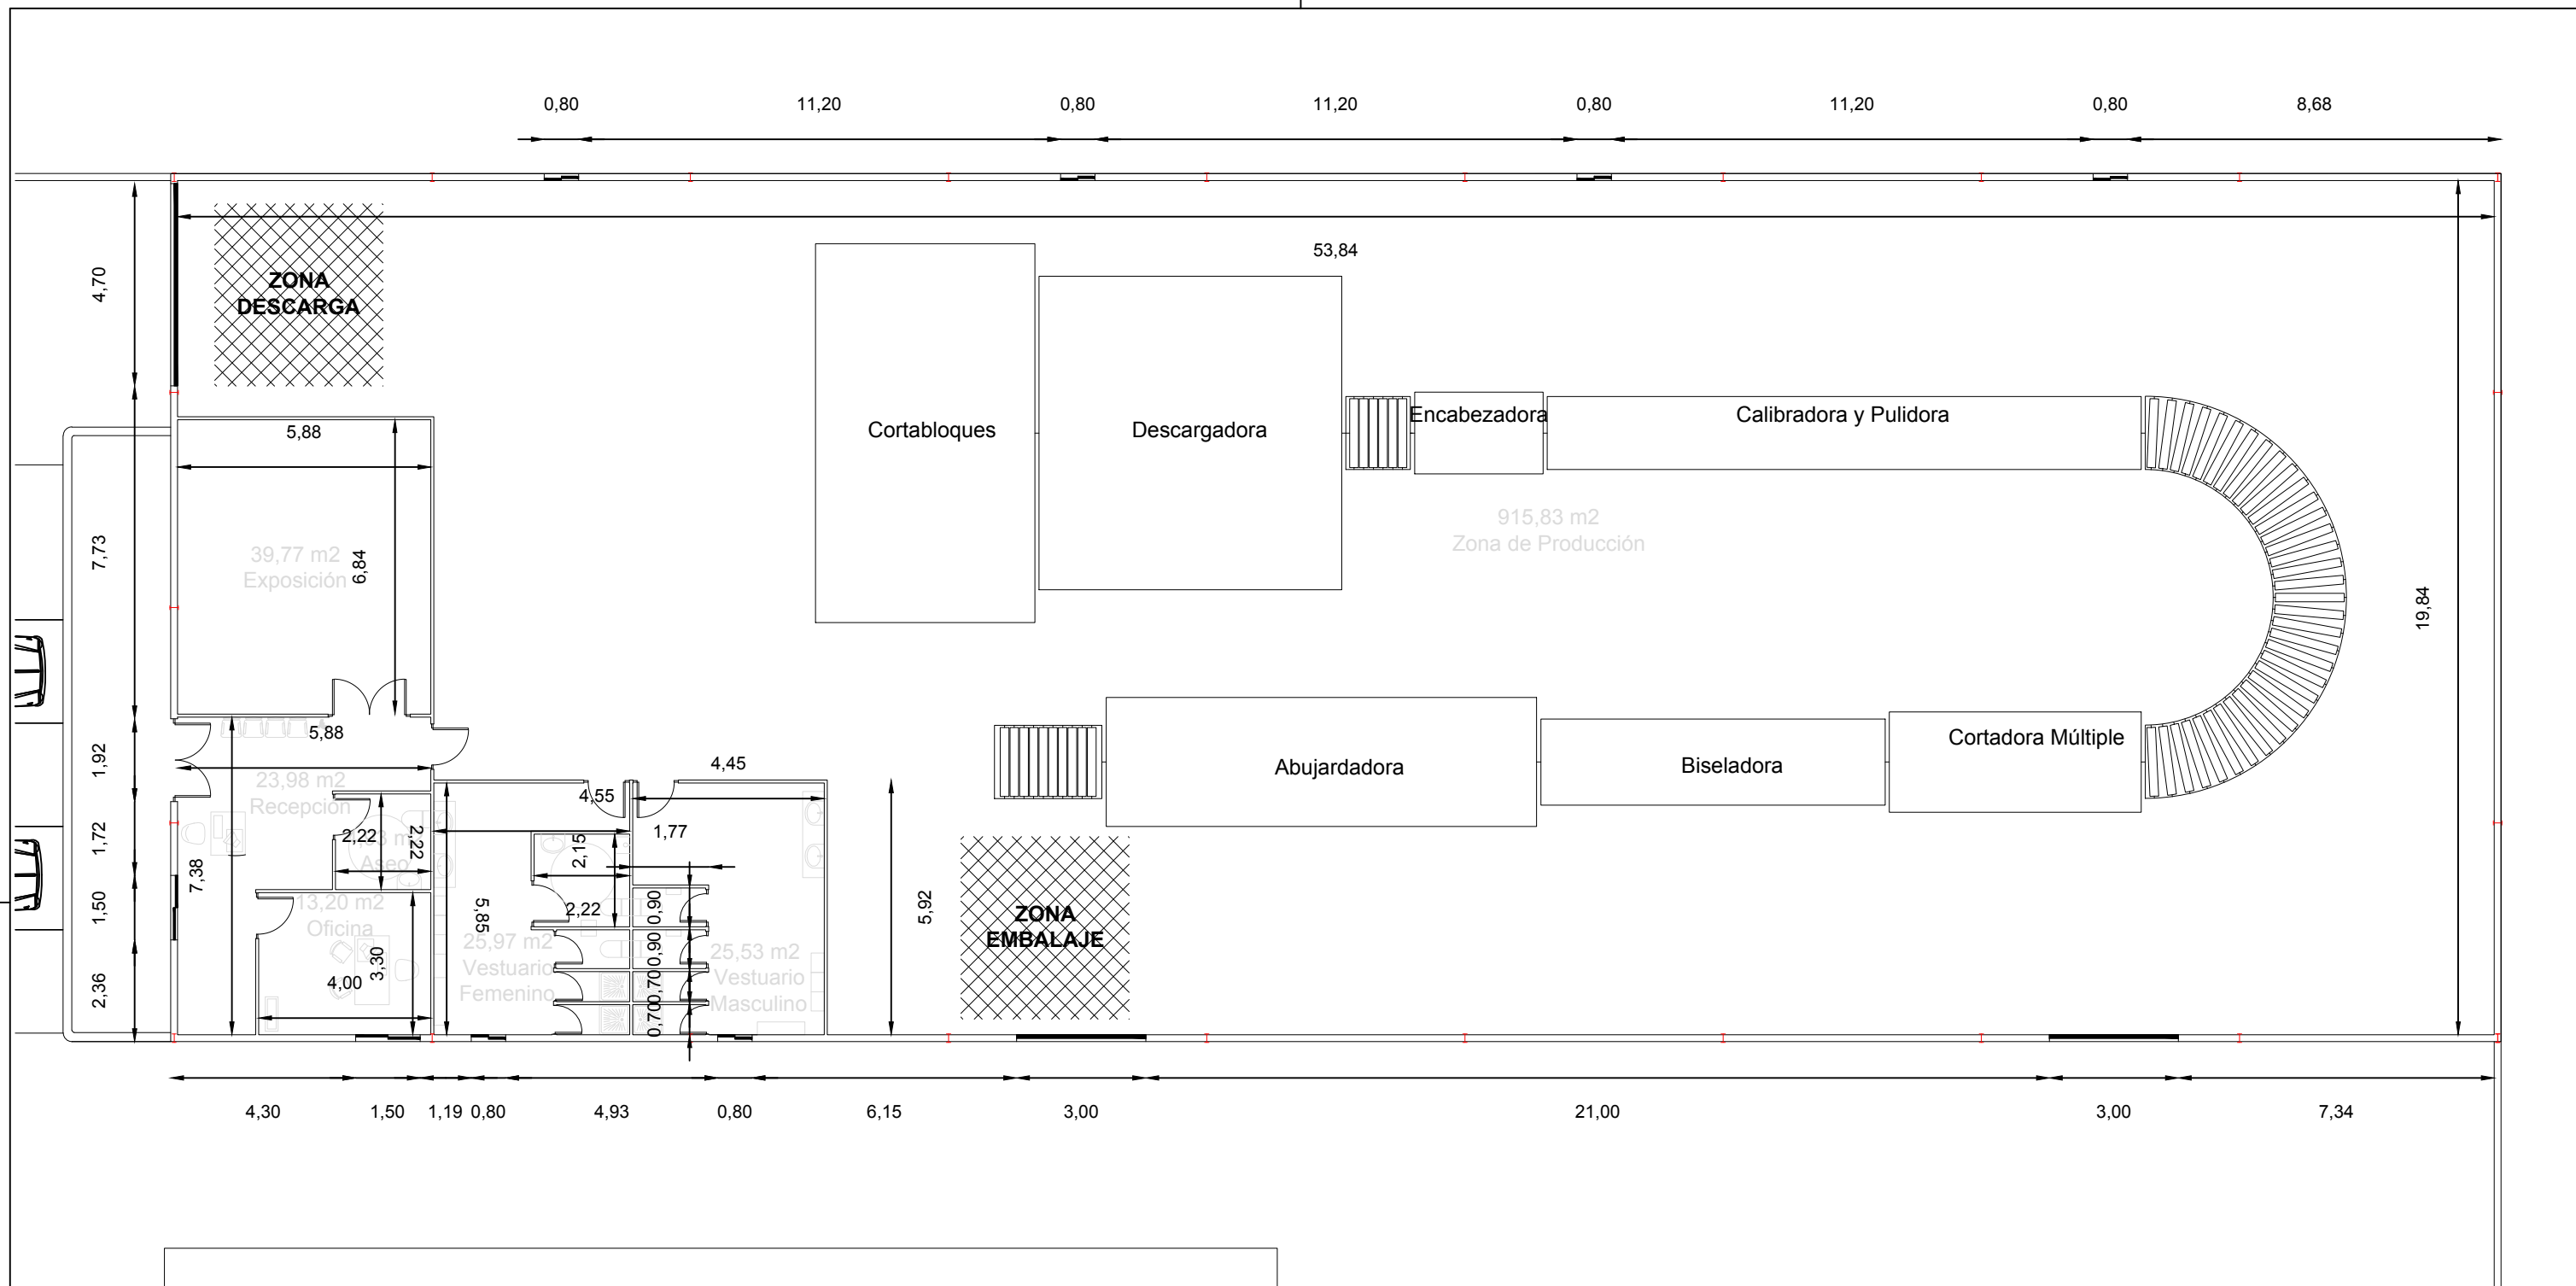 0,80
11,20
0,80
11,20
0,80
11,20
0,80
8,68
53,84
4,70
ZONA
DESCARGA
Cortabloques
Descargadora
Encabezadora
Calibradora y Pulidora
5,88
915,83 m2
Zona de Producción
7,73
39,77 m2
Exposición
6,84
19,84
5,88
1,92
23,98 m2
Recepción
4,45
4,55
Abujardadora
Biseladora
Cortadora Múltiple
1,72
2,22
Aseo
2,22
1,77
2,15
7,38
1,50
13,20 m2
Oficina
5,85
2,22
0,90
5,92
ZONA
EMBALAJE
2,36
4,00
3,30
25,97 m2
Vestuario
Femenino
0,90
0,70
0,70
25,53 m2
Vestuario
Masculino
4,30
1,50
1,19
0,80
4,93
0,80
6,15
3,00
21,00
3,00
7,34